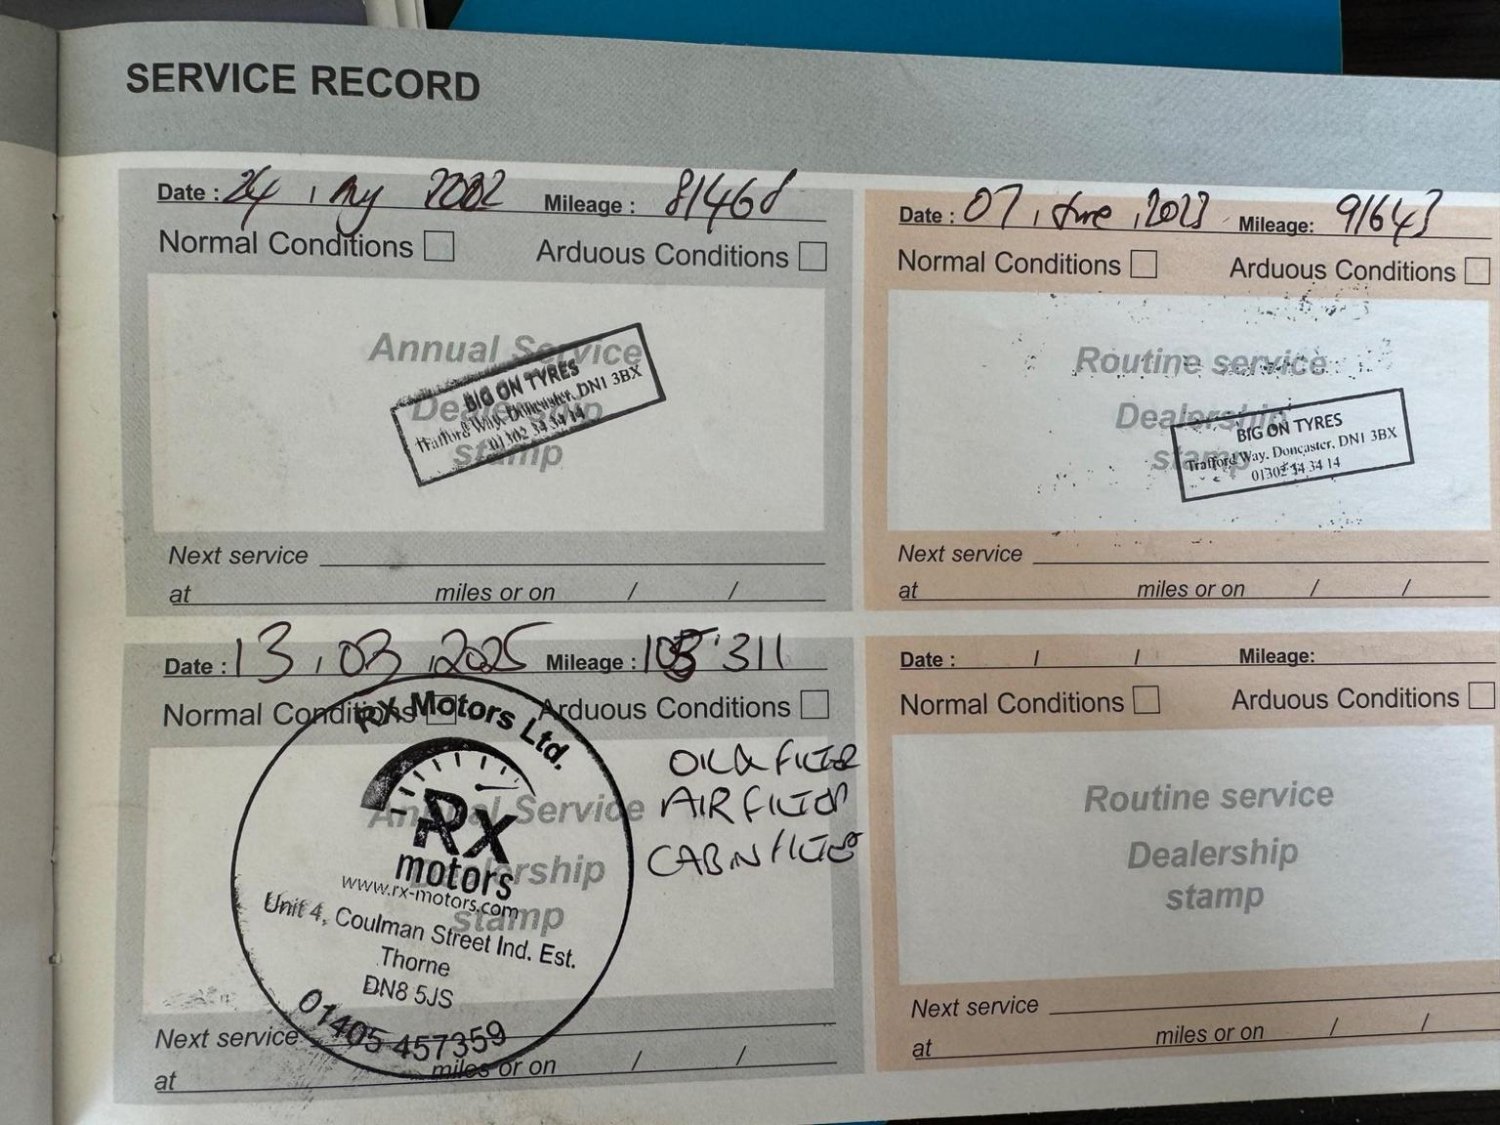 SERVICE RECORD
Date : 24 , My 2002 Mileage : 81468
Normal Conditions Arduous Conditions
Annual Service
Dealership
stamp
BIG ON TYRES
Trafford Way. Doncaster, DN1 3BX
01302 34 34 14
Next service
at miles or on / /
Date : 07 , June , 2023 Mileage: 91643
Normal Conditions Arduous Conditions
Routine service
Dealership
stamp
BIG ON TYRES
Trafford Way. Doncaster, DN1 3BX
01302 34 34 14
Next service
at miles or on / /
Date : 13 , 03 , 2025 Mileage : 311
Normal Conditions Arduous Conditions
Annual Service
Dealership
stamp
RX Motors Ltd.
Rx
motors
www.rx-motors.com
Unit 4, Coulman Street Ind. Est.
Thorne
DN8 5JS
01405 457359
OIL & FILTER
AIR FILTER
CABIN FILTER
Next service
at miles or on / /
Date : / / Mileage:
Normal Conditions Arduous Conditions
Routine service
Dealership
stamp
Next service
at miles or on / /